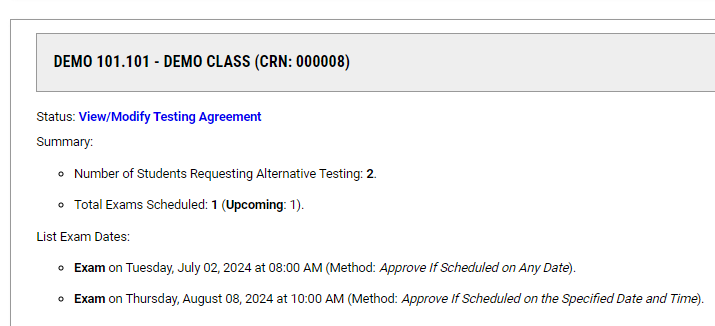 DEMO 101.101 - DEMO CLASS (CRN: 000008)
Status: View/Modify Testing Agreement
Summary:
Number of Students Requesting Alternative Testing: 2.
Total Exams Scheduled: 1 (Upcoming: 1).
List Exam Dates:
Exam on Tuesday, July 02, 2024 at 08:00 AM (Method: Approve If Scheduled on Any Date).
Exam on Thursday, August 08, 2024 at 10:00 AM (Method: Approve If Scheduled on the Specified Date and Time).